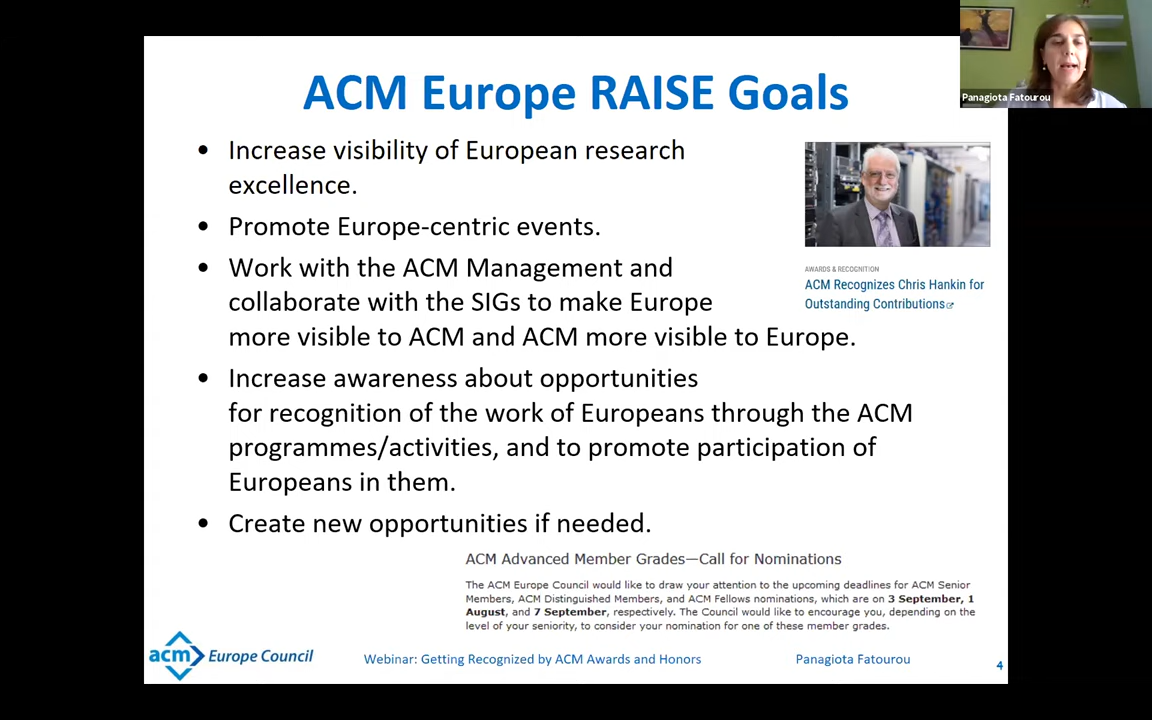 Panagiota Fatourou
ACM Europe RAISE Goals
• Increase visibility of European research
excellence.
• Promote Europe-centric events.
• Work with the ACM Management and
collaborate with the SIGs to make Europe
more visible to ACM and ACM more visible to Europe.
AWARDS & RECOGNITION
ACM Recognizes Chris Hankin for
Outstanding Contributions
• Increase awareness about opportunities
for recognition of the work of Europeans through the ACM
programmes/activities, and to promote participation of
Europeans in them.
• Create new opportunities if needed.
ACM Advanced Member Grades—Call for Nominations
The ACM Europe Council would like to draw your attention to the upcoming deadlines for ACM Senior
Members, ACM Distinguished Members, and ACM Fellows nominations, which are on 3 September, 1
August, and 7 September, respectively. The Council would like to encourage you, depending on the
level of your seniority, to consider your nomination for one of these member grades.
acm Europe Council
Webinar: Getting Recognized by ACM Awards and Honors
Panagiota Fatourou
4